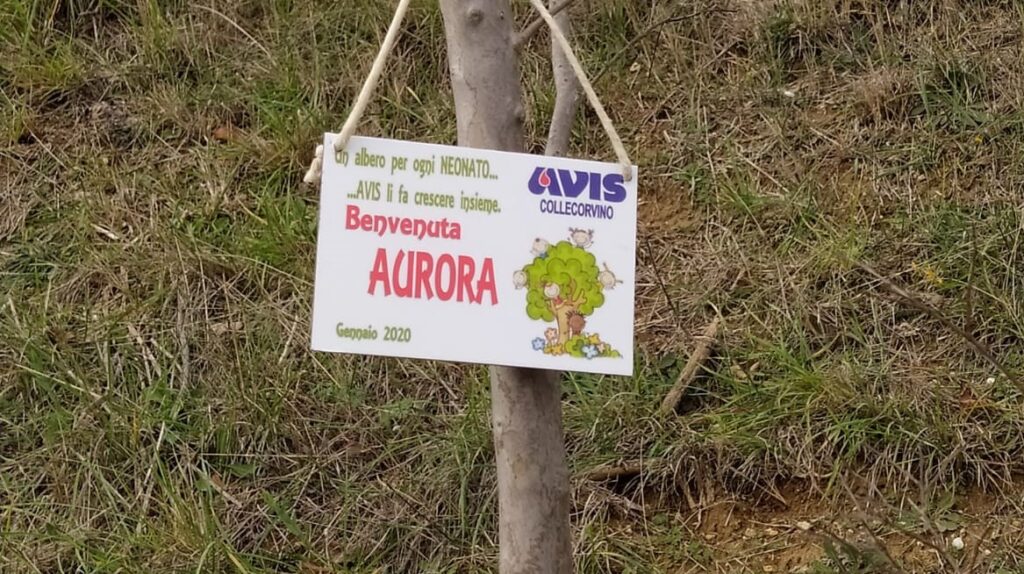 Un albero per ogni NEONATO...
...AVIS li fa crescere insieme.
AVIS
COLLECORVINO
Benvenuta
AURORA
Gennaio 2020